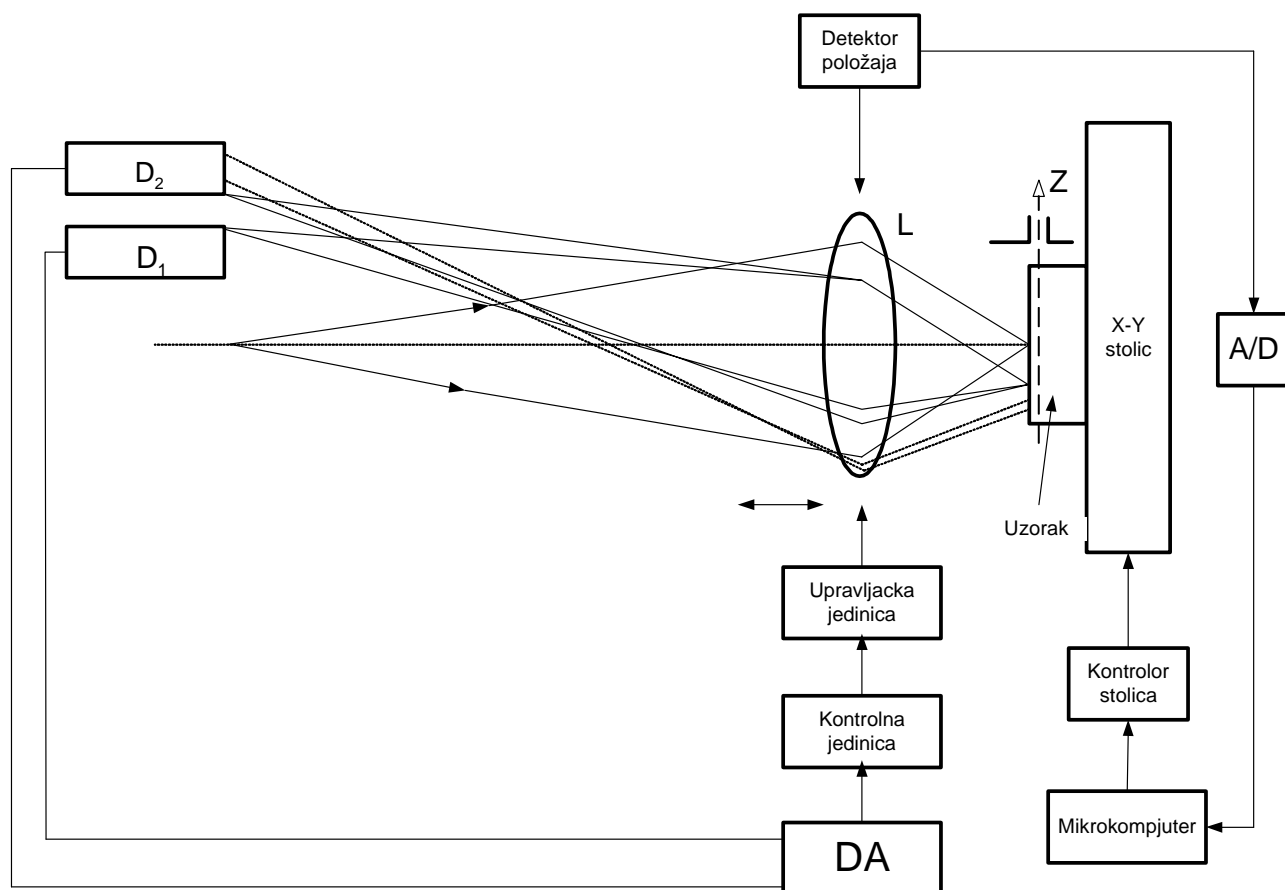 Detektor
položaja
D2
D1
L
Z
X-Y
stolic
A/D
Uzorak
Upravljacka
jedinica
Kontrolna
jedinica
Kontrolor
stolica
Mikrokompjuter
DA